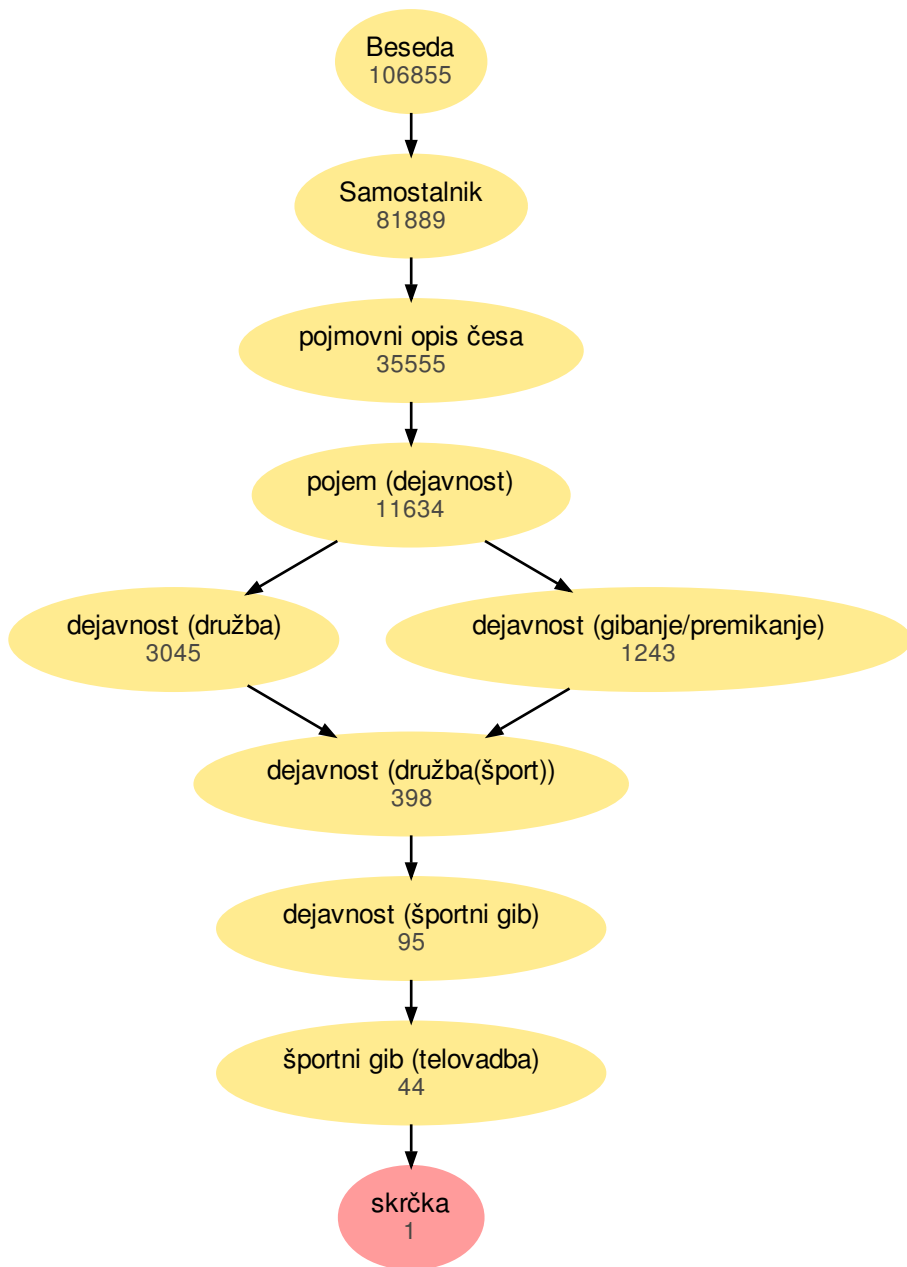 Beseda
106855
Samostalnik
81889
pojmovni opis česa
35555
pojem (dejavnost)
11634
dejavnost (družba)
3045
dejavnost (gibanje/premikanje)
1243
dejavnost (družba(šport))
398
dejavnost (športni gib)
95
športni gib (telovadba)
44
skrčka
1